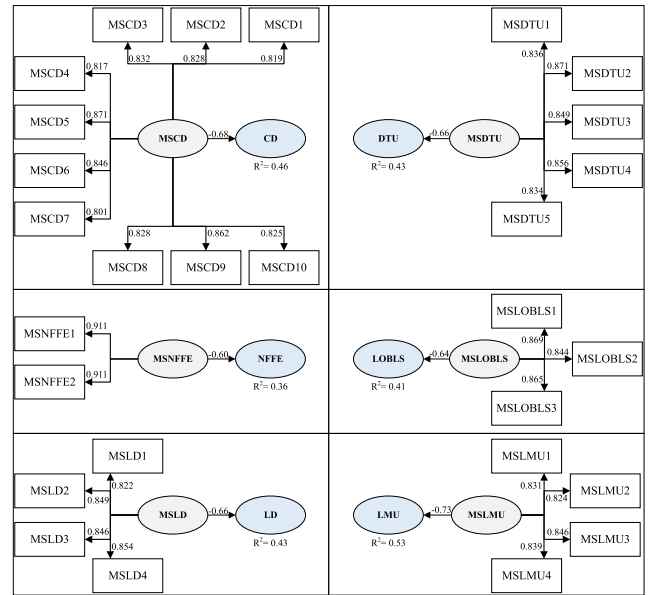 MSCD3 MSCD2 MSCD1
0.832 0.828 0.819
MSCD4 0.817
MSCD5 0.871
MSCD6 0.846
MSCD7 0.801
MSCD -0.68 CD
R²= 0.46
0.828 0.862 0.825
MSCD8 MSCD9 MSCD10
MSDTU1
0.836
0.871 MSDTU2
0.849 MSDTU3
0.856 MSDTU4
0.834
MSDTU5
DTU -0.66 MSDTU
R²= 0.43
MSNFFE1 0.911
MSNFFE2 0.911
MSNFFE -0.60 NFFE
R²= 0.36
MSLOBLS1
0.869
LOBLS -0.64 MSLOBLS 0.844 MSLOBLS2
R²= 0.41
0.865
MSLOBLS3
MSLD1
0.822
MSLD2 0.849
MSLD3 0.846
0.854
MSLD4
MSLD -0.66 LD
R²= 0.43
MSLMU1
0.831
0.824 MSLMU2
LMU -0.73 MSLMU
R²= 0.53
0.846 MSLMU3
0.839
MSLMU4